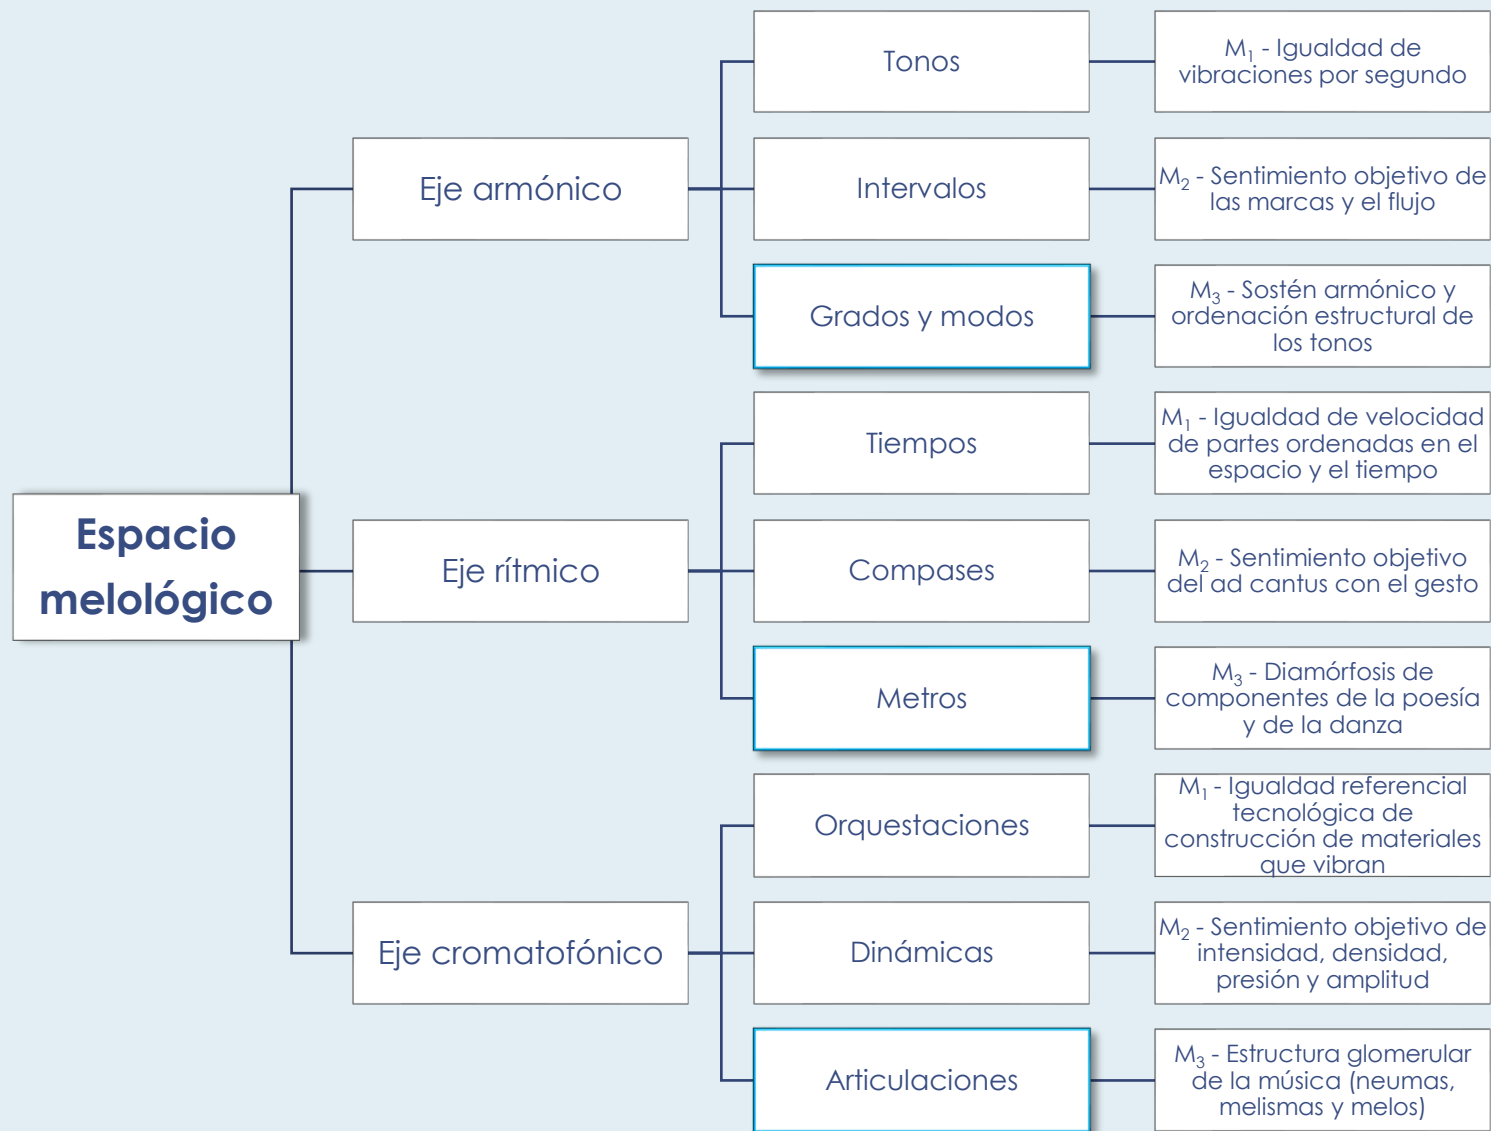 Espacio
melológico
Eje armónico
Tonos
M₁ - Igualdad de
vibraciones por segundo
Intervalos
M₂ - Sentimiento objetivo de
las marcas y el flujo
Grados y modos
M₃ - Sostén armónico y
ordenación estructural de
los tonos
Eje rítmico
Tiempos
M₁ - Igualdad de velocidad
de partes ordenadas en el
espacio y el tiempo
Compases
M₂ - Sentimiento objetivo
del ad cantus con el gesto
Metros
M₃ - Diamórfosis de
componentes de la poesía
y de la danza
Eje cromatofónico
Orquestaciones
M₁ - Igualdad referencial
tecnológica de
construcción de materiales
que vibran
Dinámicas
M₂ - Sentimiento objetivo de
intensidad, densidad,
presión y amplitud
Articulaciones
M₃ - Estructura glomerular
de la música (neumas,
melismas y melos)